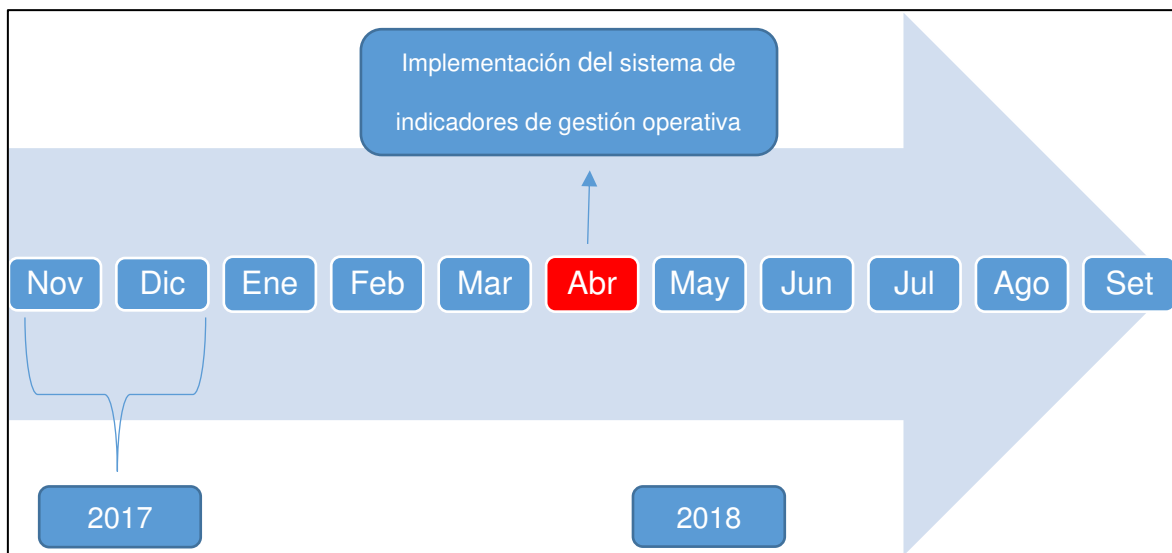 Implementación del sistema de
indicadores de gestión operativa
Nov Dic Ene Feb Mar Abr May Jun Jul Ago Set
2017 2018